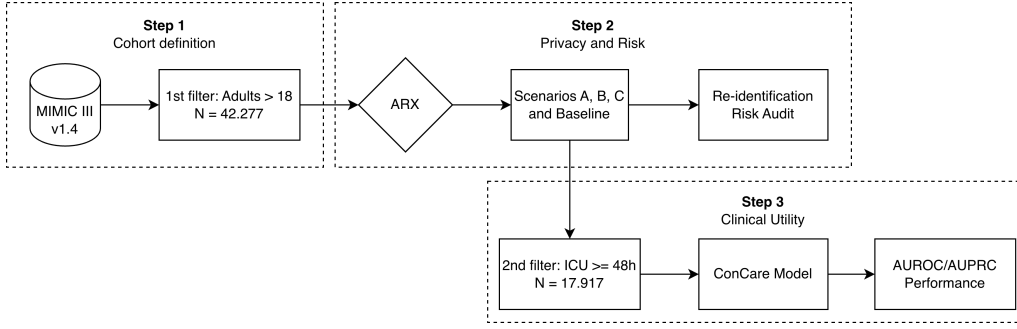 Step 1
Cohort definition
MIMIC III
v1.4
1st filter: Adults > 18
N = 42.277
Step 2
Privacy and Risk
ARX
Scenarios A, B, C
and Baseline
Re-identification
Risk Audit
Step 3
Clinical Utility
2nd filter: ICU >= 48h
N = 17.917
ConCare Model
AUROC/AUPRC
Performance